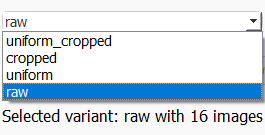 raw
uniform_cropped
cropped
uniform
raw
Selected variant: raw with 16 images